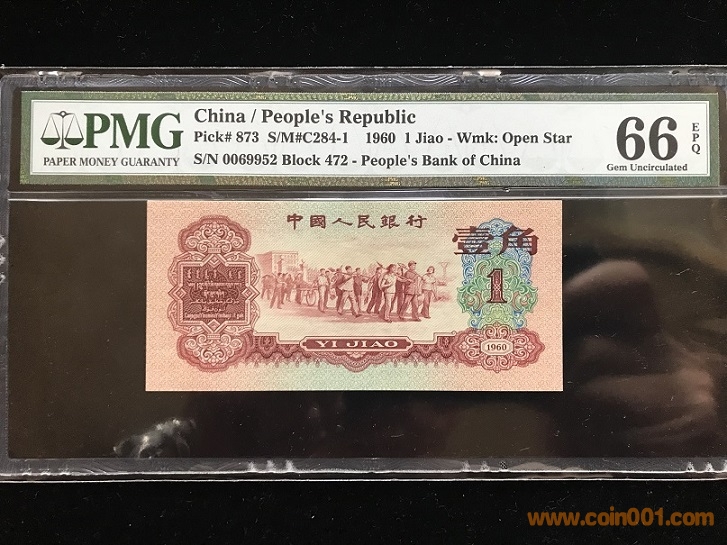 PMG
PAPER MONEY GUARANTY
China / People's Republic
Pick# 873 S/M#C284-1 1960 1 Jiao - Wmk: Open Star
S/N 0069952 Block 472 - People's Bank of China
66 EPQ
Gem Uncirculated
中國人民銀行
壹角
1
YI JIAO
1960
www.coin001.com